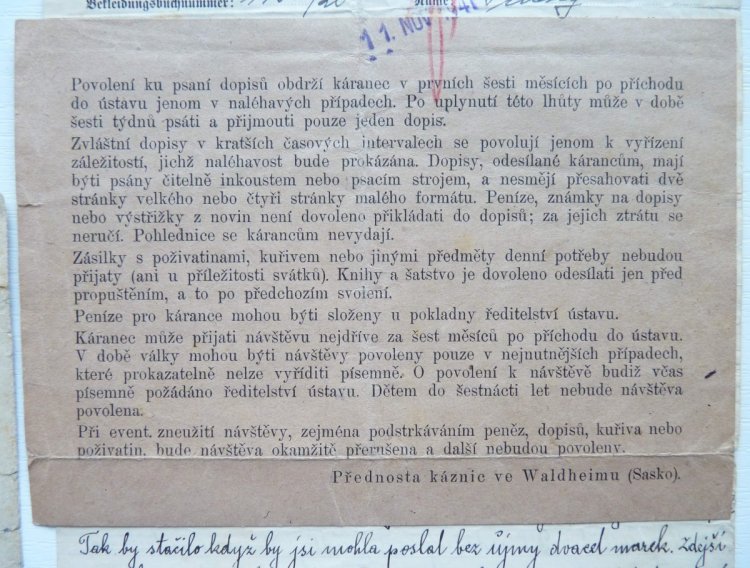 Bekleidungsbuchnummer:
Name:
11. NOV. 1941
Povolení ku psaní dopisů obdrží káranec v prvních šesti měsících po příchodu
do ústavu jenom v naléhavých případech. Po uplynutí této lhůty může v době
šesti týdnů psáti a přijmouti pouze jeden dopis.
Zvláštní dopisy v kratších časových intervalech se povolují jenom k vyřízení
záležitostí, jichž naléhavost bude prokázána. Dopisy, odesílané kárancům, mají
býti psány čitelně inkoustem nebo psacím strojem, a nesmějí přesahovati dvě
stránky velkého nebo čtyři stránky malého formátu. Peníze, známky na dopisy
nebo výstřižky z novin není dovoleno přikládati do dopisů; za jejich ztrátu se
neručí. Pohlednice se kárancům nevydají.
Zásilky s poživatinami, kuřivem nebo jinými předměty denní potřeby nebudou
přijaty (ani u příležitosti svátků). Knihy a šatstvo je dovoleno odesílati jen před
propuštěním, a to po předchozím svolení.
Peníze pro kárance mohou býti složeny u pokladny ředitelství ústavu.
Káranec může přijati návštěvu nejdříve za šest měsíců po příchodu do ústavu.
V době války mohou býti návštěvy povoleny pouze v nejnutnějších případech,
které prokazatelně nelze vyříditi písemně. O povolení k návštěvě budiž včas
písemně požádáno ředitelství ústavu. Dětem do šestnácti let nebude návštěva
povolena.
Při event. zneužití návštěvy, zejména podstrkáváním peněz, dopisů, kuřiva nebo
poživatin, bude návštěva okamžitě přerušena a další nebudou povoleny.
Přednosta káznic ve Waldheimu (Sasko).
Tak by stačilo když by jsi mohla poslat bez újmy dvacet marek. Zdejší